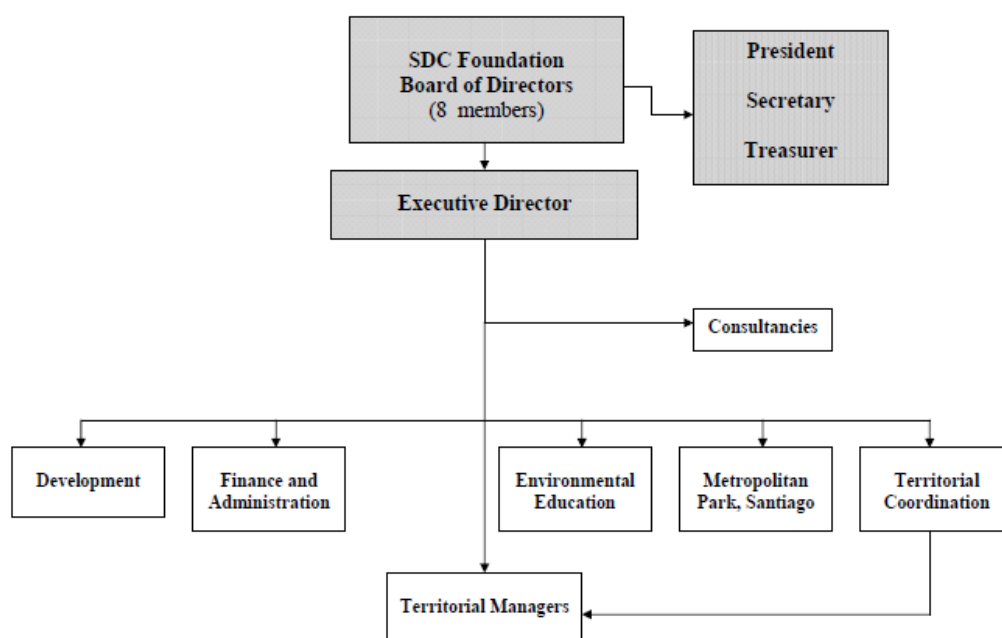 SDC Foundation
Board of Directors
(8 members)
President
Secretary
Treasurer
Executive Director
Consultancies
Development
Finance and
Administration
Environmental
Education
Metropolitan
Park, Santiago
Territorial
Coordination
Territorial Managers